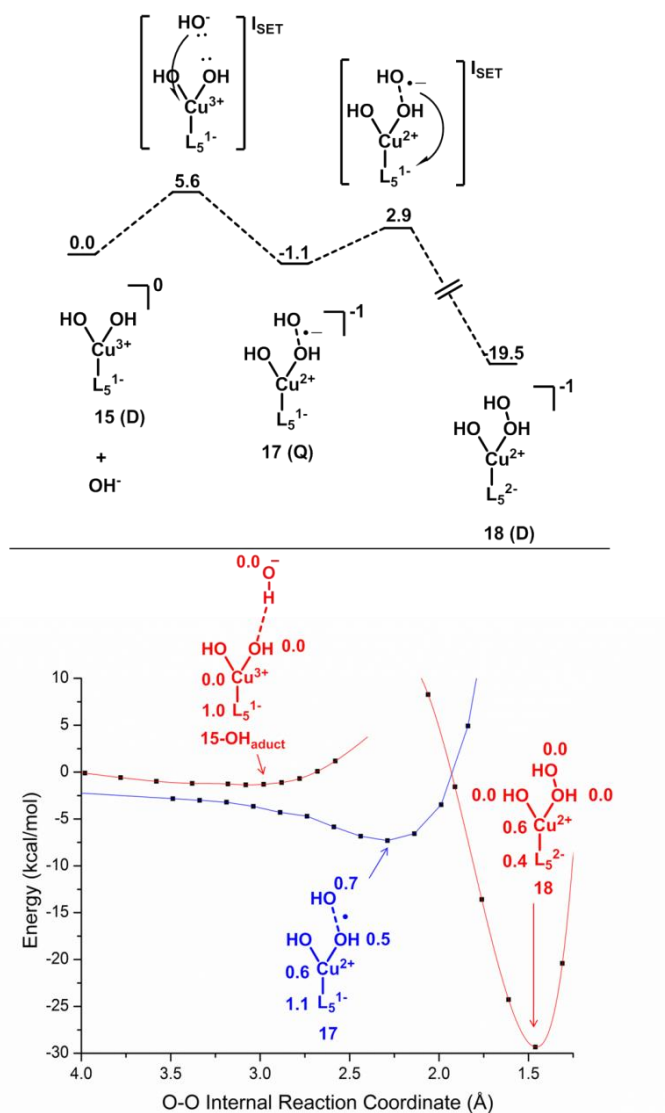 HO⁻
I_SET
HO OH
Cu³⁺
L₅¹⁻
I_SET
HO •—
HO OH
Cu²⁺
L₅¹⁻
5.6
2.9
0.0
-1.1
-19.5
0
HO OH
Cu³⁺
L₅¹⁻
15 (D)
+
OH⁻
-1
HO •—
HO OH
Cu²⁺
L₅¹⁻
17 (Q)
-1
HO
HO OH
Cu²⁺
L₅²⁻
18 (D)
0.0 O⁻
H
HO OH 0.0
0.0 Cu³⁺
1.0 L₅¹⁻
15-OH_aduct
0.0
HO
0.0 HO OH 0.0
0.6 Cu²⁺
0.4 L₅²⁻
18
0.7
HO •
HO OH 0.5
0.6 Cu²⁺
1.1 L₅¹⁻
17
10
5
0
-5
-10
-15
-20
-25
-30
Energy (kcal/mol)
4.0 3.5 3.0 2.5 2.0 1.5
O-O Internal Reaction Coordinate (Å)